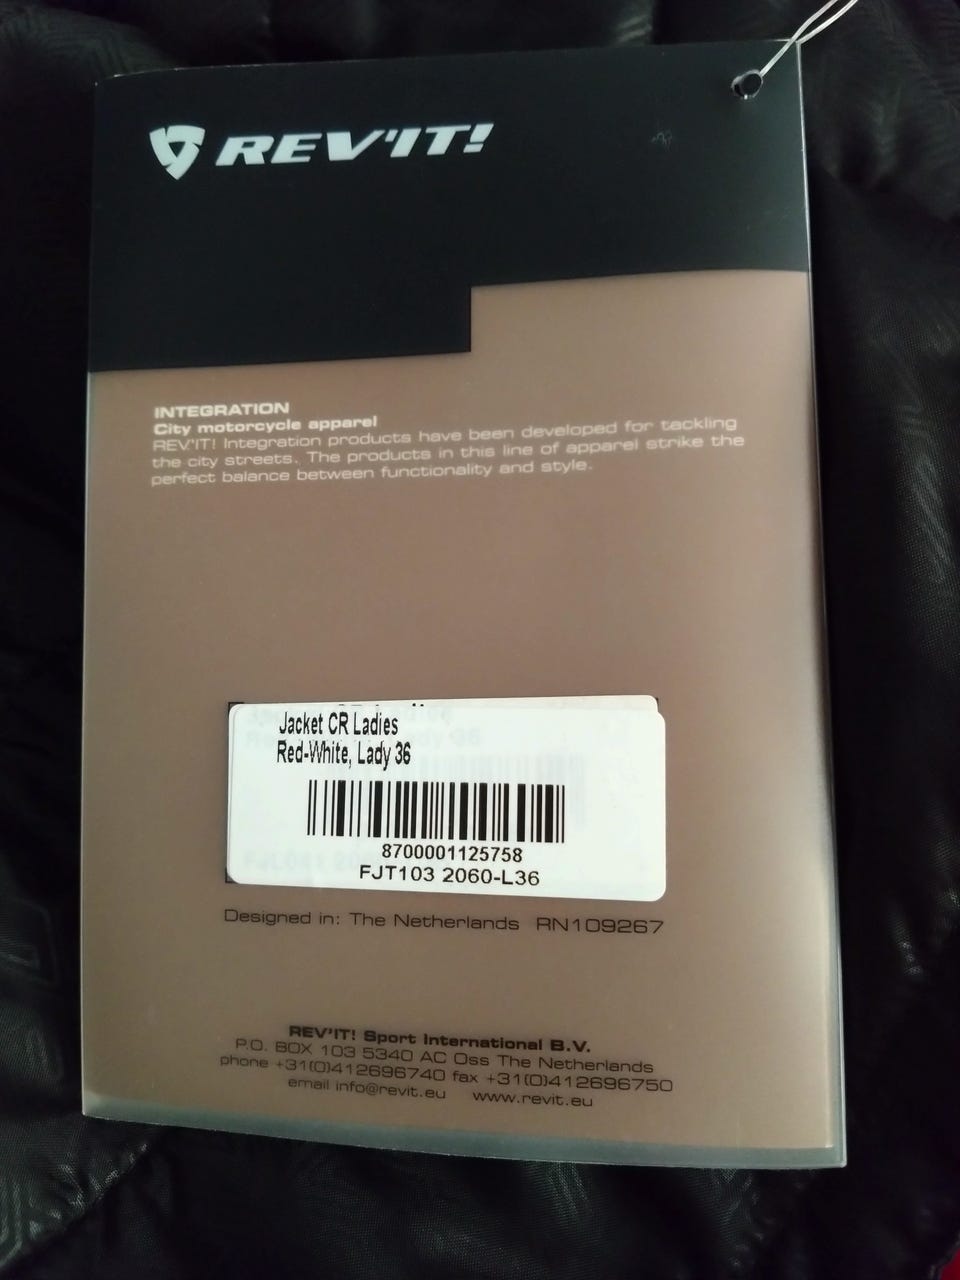 REV'IT!
INTEGRATION
City motorcycle apparel
REV'IT! Integration products have been developed for tackling
the city streets. The products in this line of apparel strike the
perfect balance between functionality and style.
Jacket CR Ladies
Red-White, Lady 36
8700001125758
FJT103 2060-L36
Designed in: The Netherlands RN109267
REV'IT! Sport International B.V.
P.O. BOX 103 5340 AC Oss The Netherlands
phone +31(0)412696740 fax +31(0)412696750
email info@revit.eu www.revit.eu